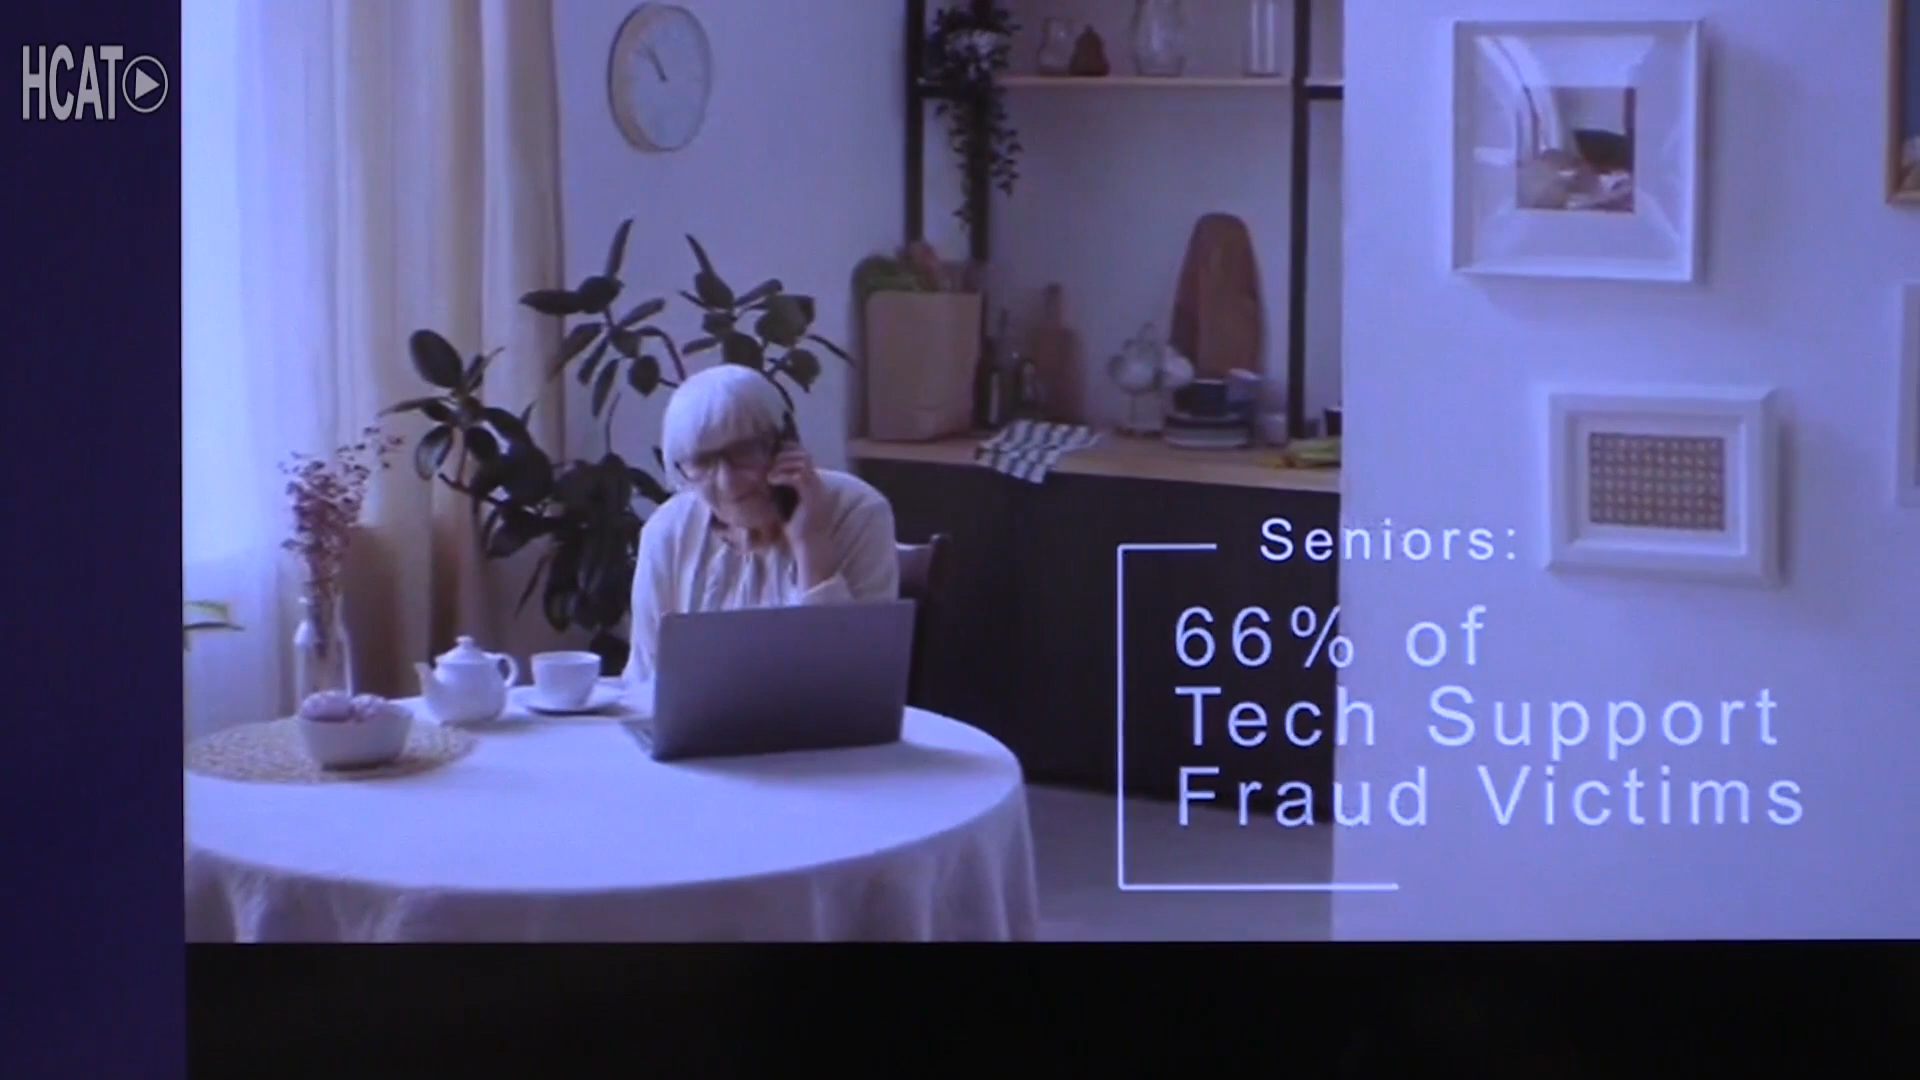 HCAT
Seniors:
66% of
Tech Support
Fraud Victims